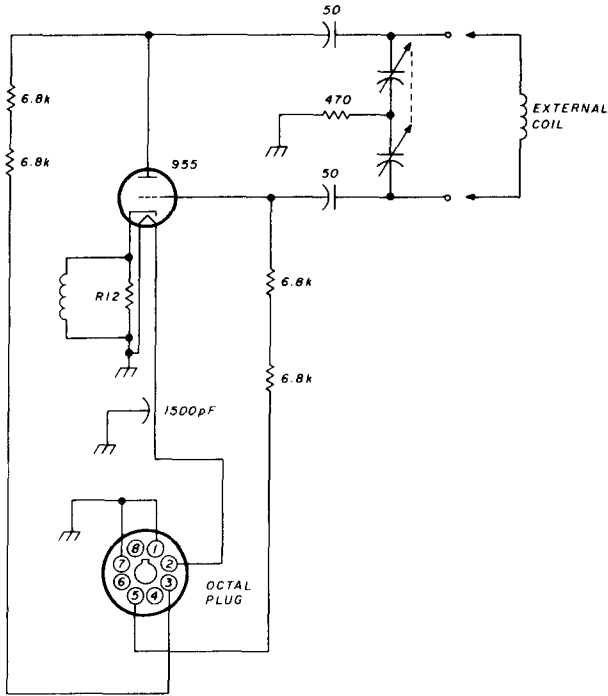 50
6.8k
470
EXTERNAL
COIL
6.8k
955
50
R12
6.8k
6.8k
1500pF
8
1
7
2
6
3
5
4
OCTAL
PLUG